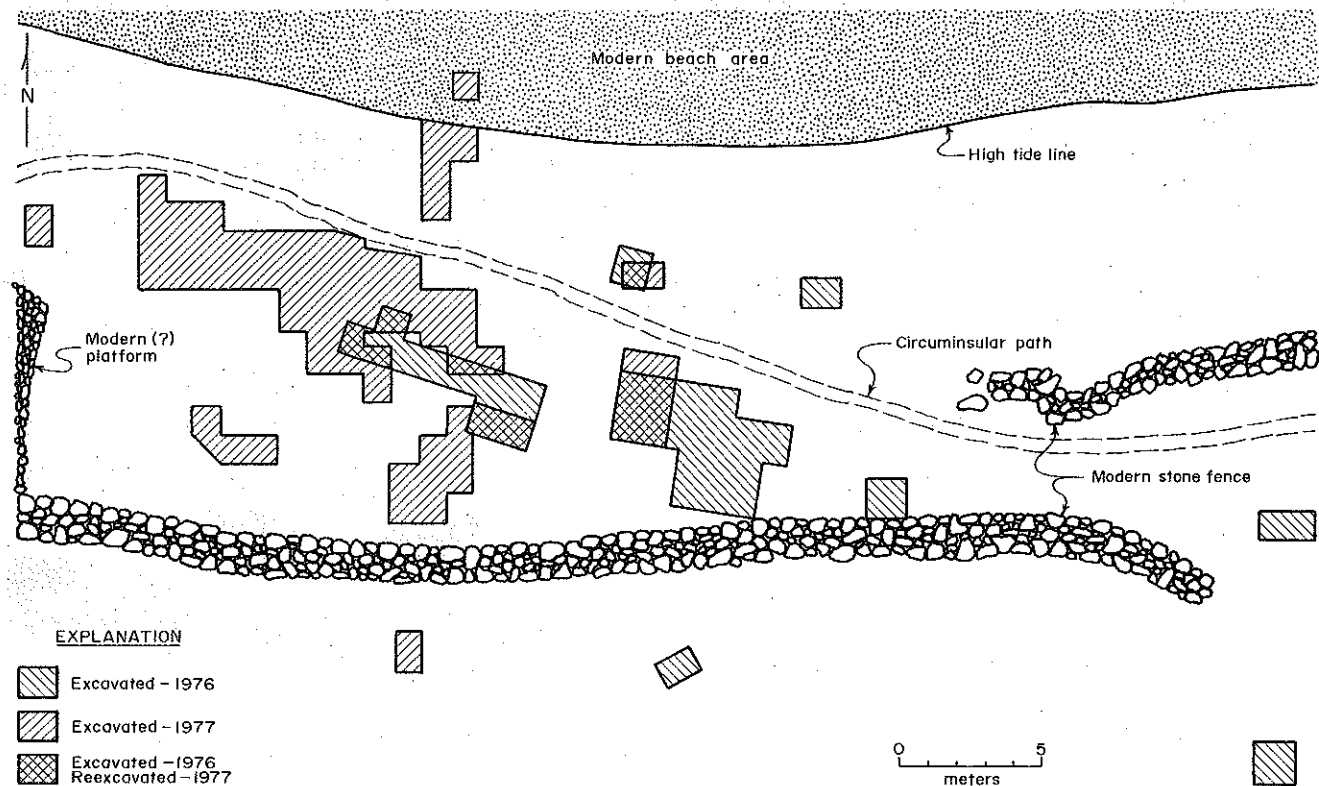 Modern beach area
N
High tide line
Modern (?)
platform
Circuminsular path
Modern stone fence
EXPLANATION
Excavated - 1976
Excavated - 1977
Excavated - 1976
Reexcavated - 1977
0 5
meters